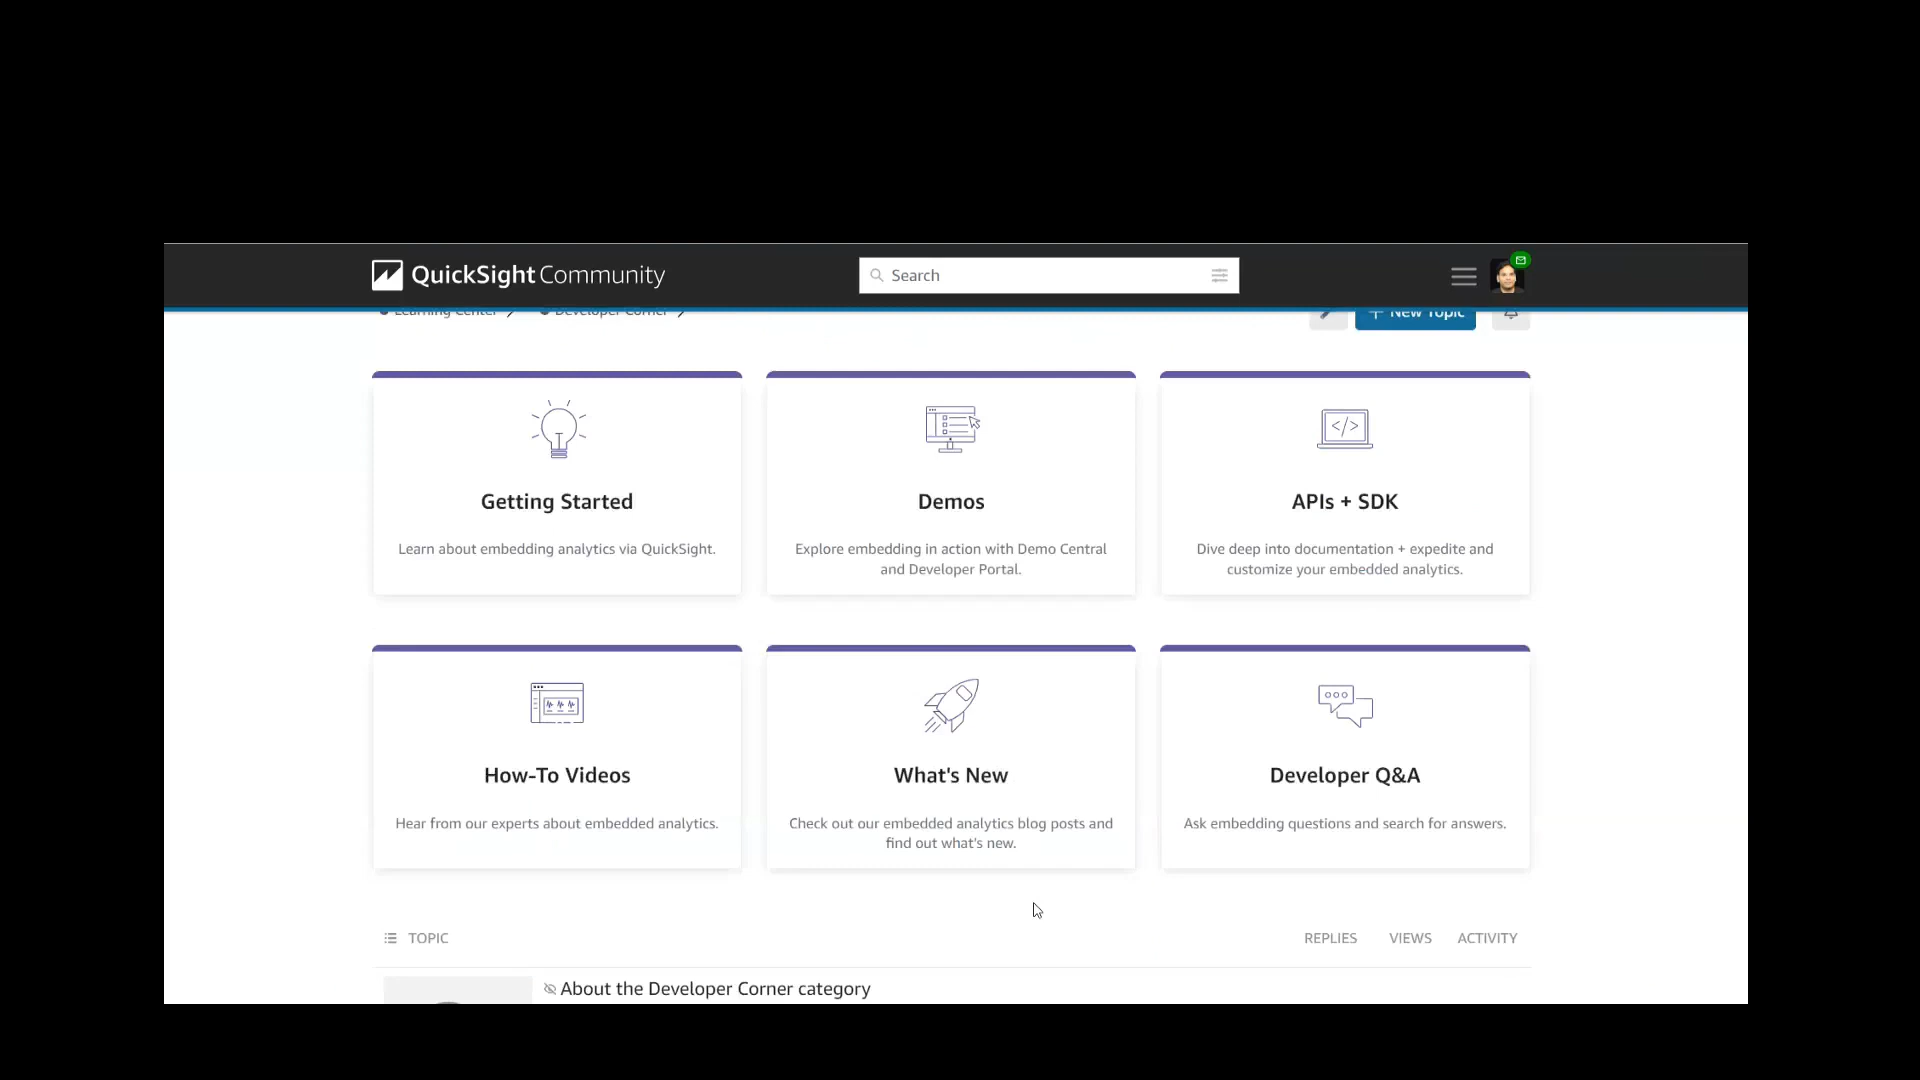 QuickSight Community
Search
Learning Center
Developer Corner
New Topic
Getting Started
Learn about embedding analytics via QuickSight.
Demos
Explore embedding in action with Demo Central
and Developer Portal.
APIs + SDK
Dive deep into documentation + expedite and
customize your embedded analytics.
How-To Videos
Hear from our experts about embedded analytics.
What's New
Check out our embedded analytics blog posts and
find out what's new.
Developer Q&A
Ask embedding questions and search for answers.
TOPIC REPLIES VIEWS ACTIVITY
About the Developer Corner category